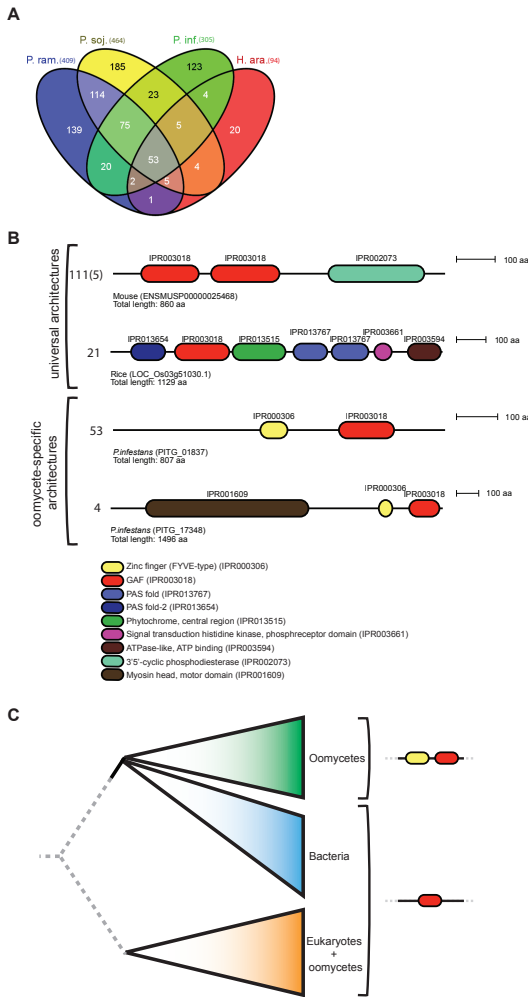 A
P. soj.(464)
P. inf.(305)
P. ram.(409)
H. ara.(94)
185
123
114
23
4
139
75
5
20
53
20
2
5
4
1
B
universal architectures
111(5)
IPR003018
IPR003018
IPR002073
100 aa
Mouse (ENSMUSP00000025468)
Total length: 860 aa
21
IPR013654
IPR003018
IPR013515
IPR013767
IPR013767
IPR003661
IPR003594
100 aa
Rice (LOC_Os03g51030.1)
Total length: 1129 aa
oomycete-specific
architectures
53
IPR000306
IPR003018
100 aa
P.infestans (PITG_01837)
Total length: 807 aa
4
IPR001609
IPR000306
IPR003018
100 aa
P.infestans (PITG_17348)
Total length: 1496 aa
Zinc finger (FYVE-type) (IPR000306)
GAF (IPR003018)
PAS fold (IPR013767)
PAS fold-2 (IPR013654)
Phytochrome, central region (IPR013515)
Signal transduction histidine kinase, phosphreceptor domain (IPR003661)
ATPase-like, ATP binding (IPR003594)
3'5'-cyclic phosphodiesterase (IPR002073)
Myosin head, motor domain (IPR001609)
C
Oomycetes
Bacteria
Eukaryotes
+
oomycetes